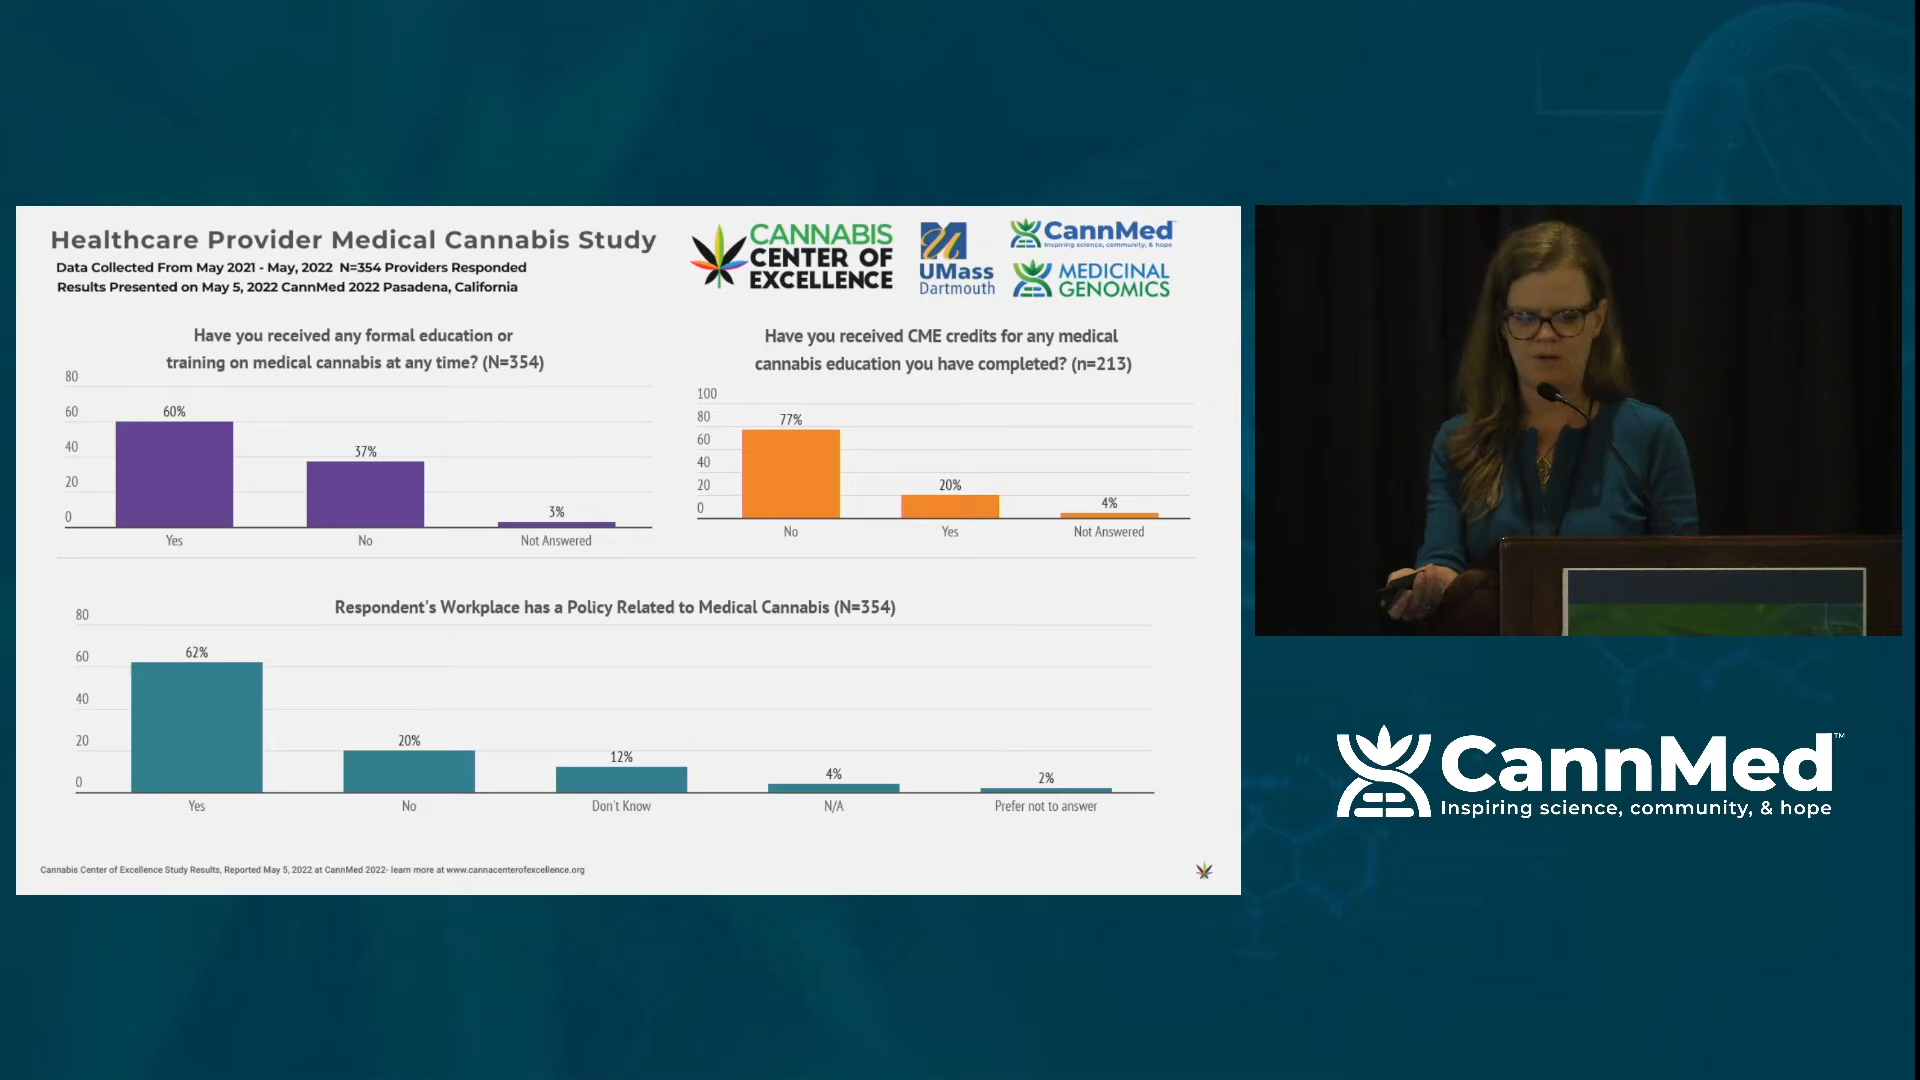 Healthcare Provider Medical Cannabis Study
Data Collected From May 2021 - May, 2022 N=354 Providers Responded
Results Presented on May 5, 2022 CannMed 2022 Pasadena, California
CANNABIS
CENTER OF
EXCELLENCE
UMass
Dartmouth
CannMed
Inspiring science, community, & hope
MEDICINAL
GENOMICS
Have you received any formal education or
training on medical cannabis at any time? (N=354)
80
60
40
20
0
60%
37%
3%
Yes
No
Not Answered
Have you received CME credits for any medical
cannabis education you have completed? (n=213)
100
80
60
40
20
0
77%
20%
4%
No
Yes
Not Answered
Respondent's Workplace has a Policy Related to Medical Cannabis (N=354)
80
60
40
20
0
62%
20%
12%
4%
2%
Yes
No
Don't Know
N/A
Prefer not to answer
Cannabis Center of Excellence Study Results, Reported May 5, 2022 at CannMed 2022- learn more at www.cannacenterofexcellence.org
CannMed™
Inspiring science, community, & hope